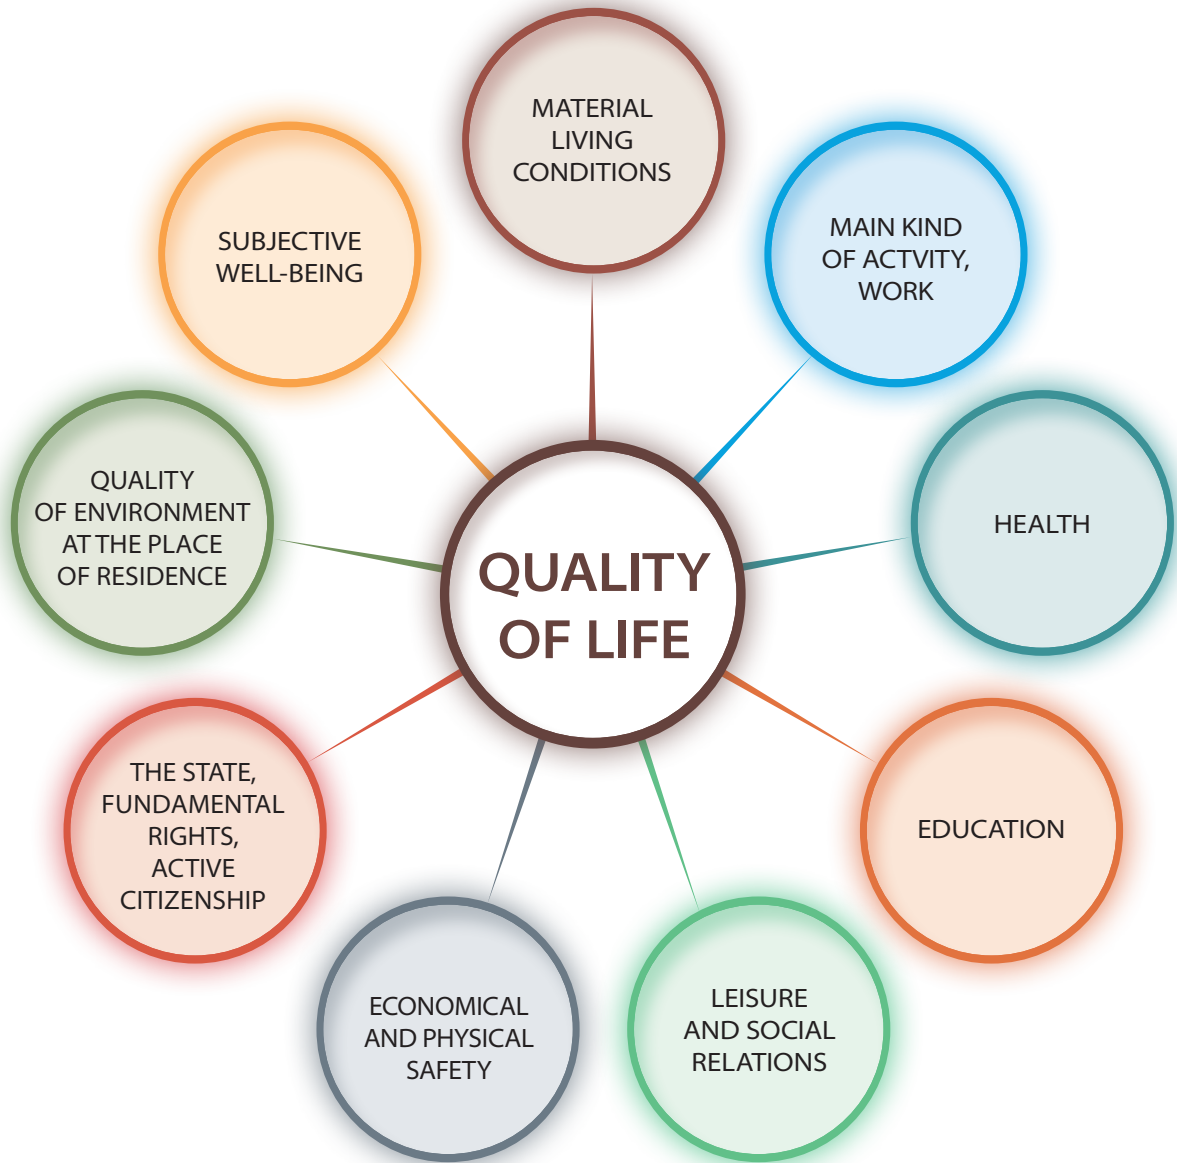 MATERIAL
LIVING
CONDITIONS
MAIN KIND
OF ACTVITY,
WORK
HEALTH
EDUCATION
LEISURE
AND SOCIAL
RELATIONS
ECONOMICAL
AND PHYSICAL
SAFETY
THE STATE,
FUNDAMENTAL
RIGHTS,
ACTIVE
CITIZENSHIP
QUALITY
OF ENVIRONMENT
AT THE PLACE
OF RESIDENCE
SUBJECTIVE
WELL-BEING
QUALITY
OF LIFE